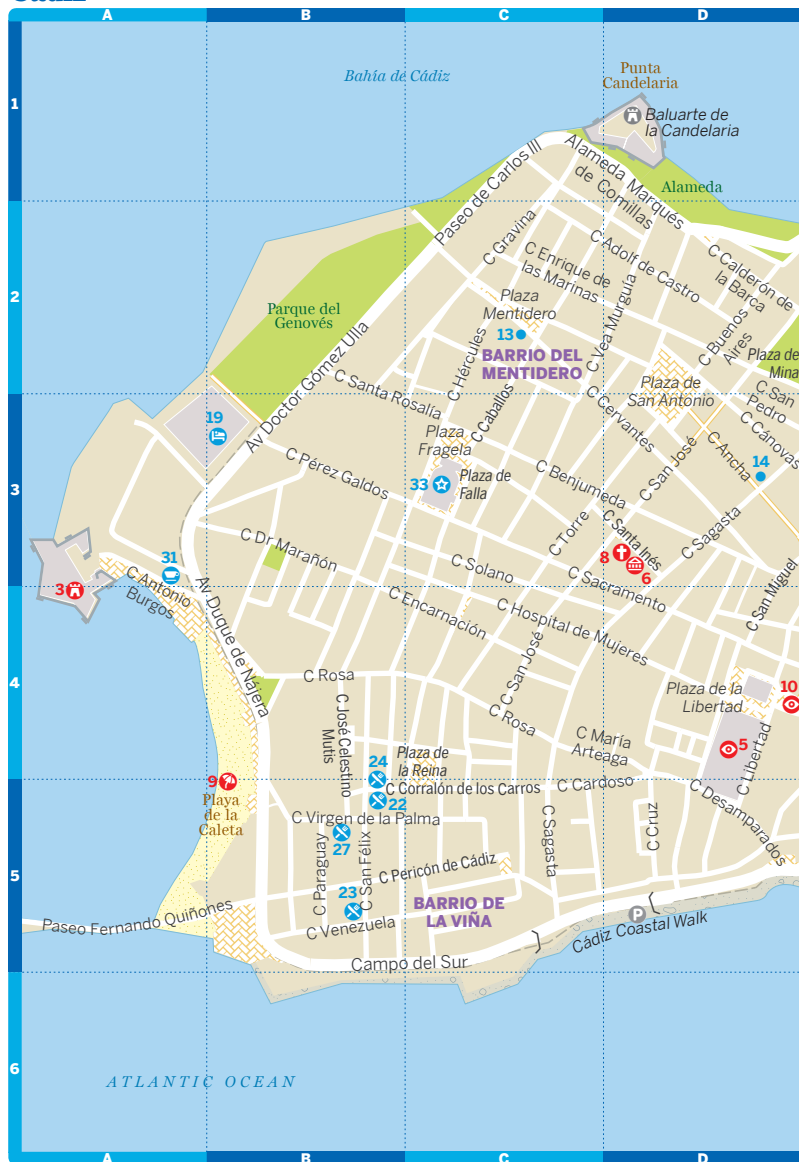 A
B
C
D
1
Bahía de Cádiz
Punta
Candelaria
Baluarte de
la Candelaria
Paseo de Carlos III
Alameda Marqués
de Comillas
Alameda
2
C Gravina
C Enrique de
las Marinas
C Adolf de Castro
C Calderón de
la Barca
Parque del
Genovés
Plaza
Mentidero
13
BARRIO DEL
MENTIDERO
C Vea Murguía
C Buenos
Aires
Plaza de
Mina
Av Doctor Gómez Ulla
C Santa Rosalía
C Hércules
C Caballos
C Cervantes
Plaza de
San Antonio
C San
Pedro
C Cánovas
3
19
Plaza
Fragela
33
Plaza de
Falla
C Pérez Galdos
C Benjumeda
C San José
C Ancha
14
C Torre
C Santa Inés
8
6
C Sagasta
C Dr Marañón
C Solano
C Sacramento
C San Miguel
31
3
C Antonio
Burgos
Av Duque de Nájera
C Encarnación
C Hospital de Mujeres
4
C Rosa
C San José
C Rosa
Plaza de la
Libertad
10
5
C Libertad
C José Celestino
Mutis
C María
Arteaga
24
Plaza de
la Reina
9
Playa
de la
Caleta
C Corralón de los Carros
22
C Cardoso
C Desamparados
C Virgen de la Palma
27
C Sagasta
C Cruz
5
C Paraguay
C San Félix
C Pericón de Cádiz
23
BARRIO DE
LA VIÑA
P
Paseo Fernando Quiñones
C Venezuela
Cádiz Coastal Walk
Campo del Sur
6
ATLANTIC OCEAN
A
B
C
D